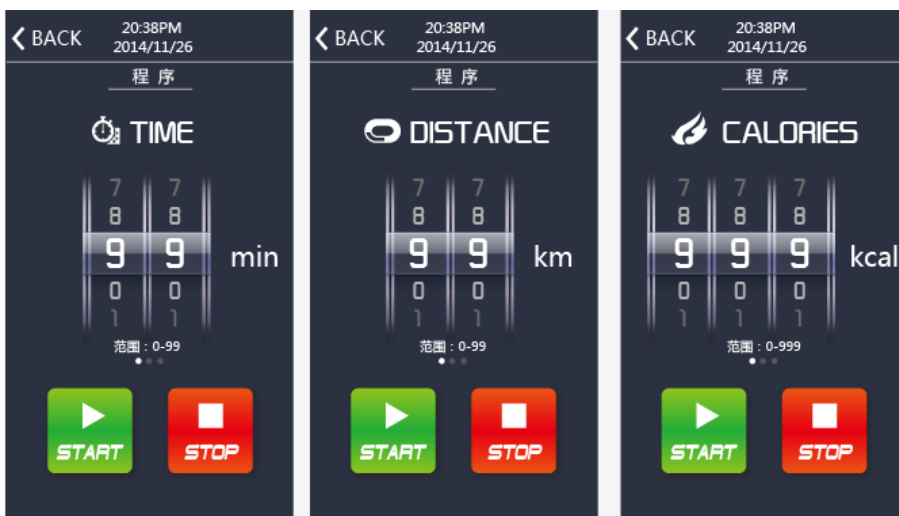 BACK
20:38PM
2014/11/26
程序
TIME
7 7
8 8
9 9
min
0 0
1 1
范围：0-99
START
STOP
BACK
20:38PM
2014/11/26
程序
DISTANCE
7 7
8 8
9 9
km
0 0
1 1
范围：0-99
START
STOP
BACK
20:38PM
2014/11/26
程序
CALORIES
7 7 7
8 8 8
9 9 9
kcal
0 0 0
1 1 1
范围：0-999
START
STOP